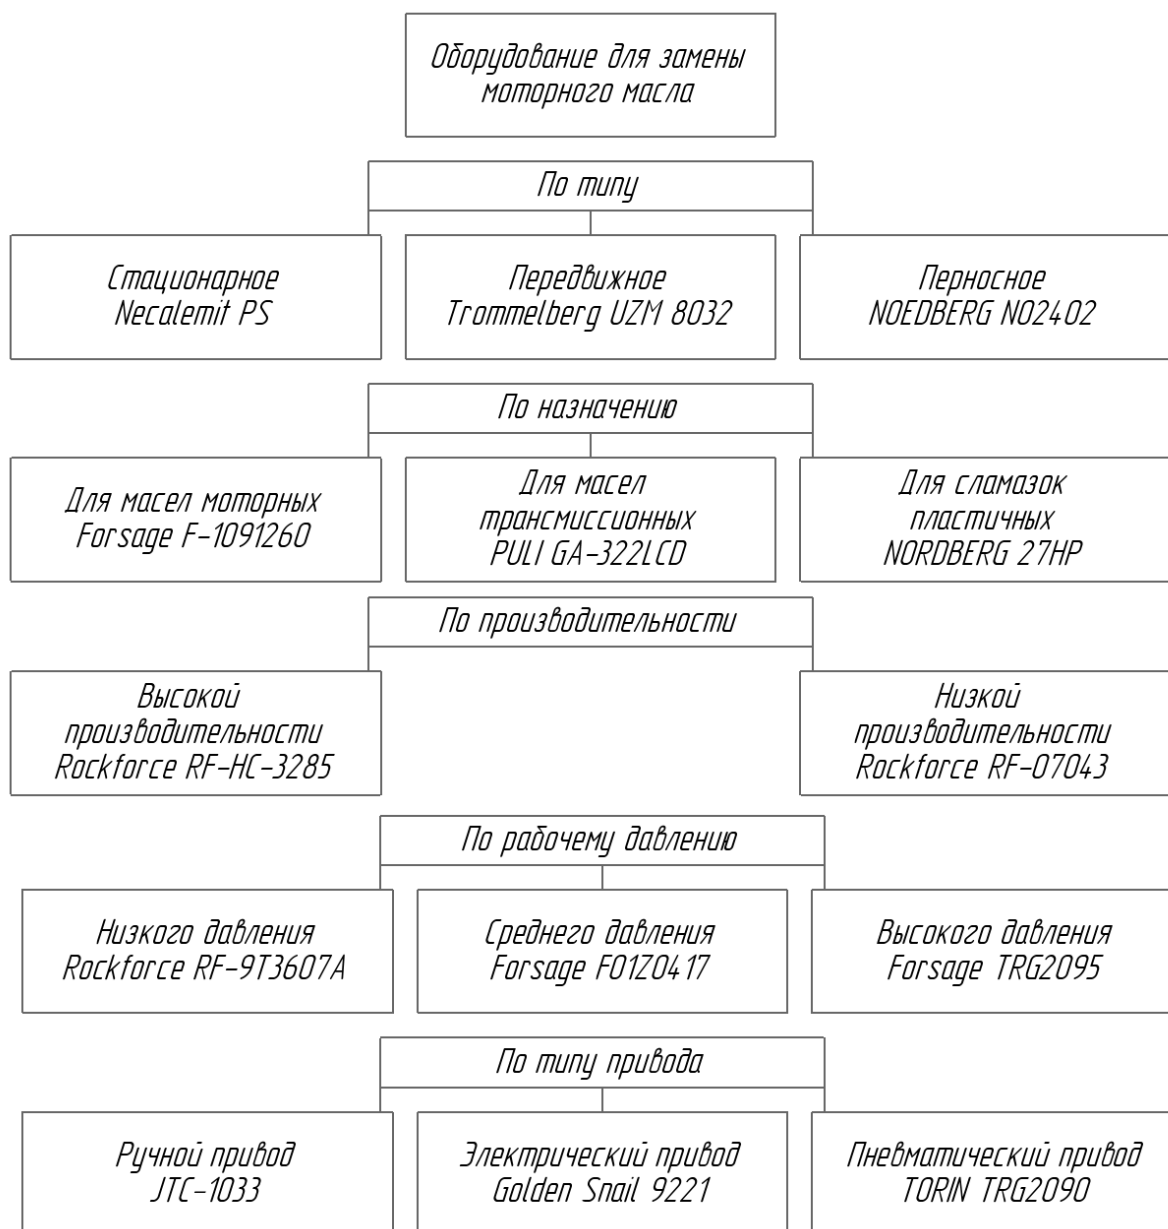 Оборудование для замены
моторного масла
По типу
Стационарное
Necalemit PS
Передвижное
Trommelberg UZM 8032
Перносное
NOEDBERG NO2402
По назначению
Для масел моторных
Forsage F-1091260
Для масел
трансмиссионных
PULI GA-322LCD
Для сламазок
пластичных
NORDBERG 27HP
По производительности
Высокой
производительности
Rockforce RF-HC-3285
Низкой
производительности
Rockforce RF-07043
По рабочему давлению
Низкого давления
Rockforce RF-9T3607A
Среднего давления
Forsage F01Z0417
Высокого давления
Forsage TRG2095
По типу привода
Ручной привод
JTC-1033
Электрический привод
Golden Snail 9221
Пневматический привод
TORIN TRG2090